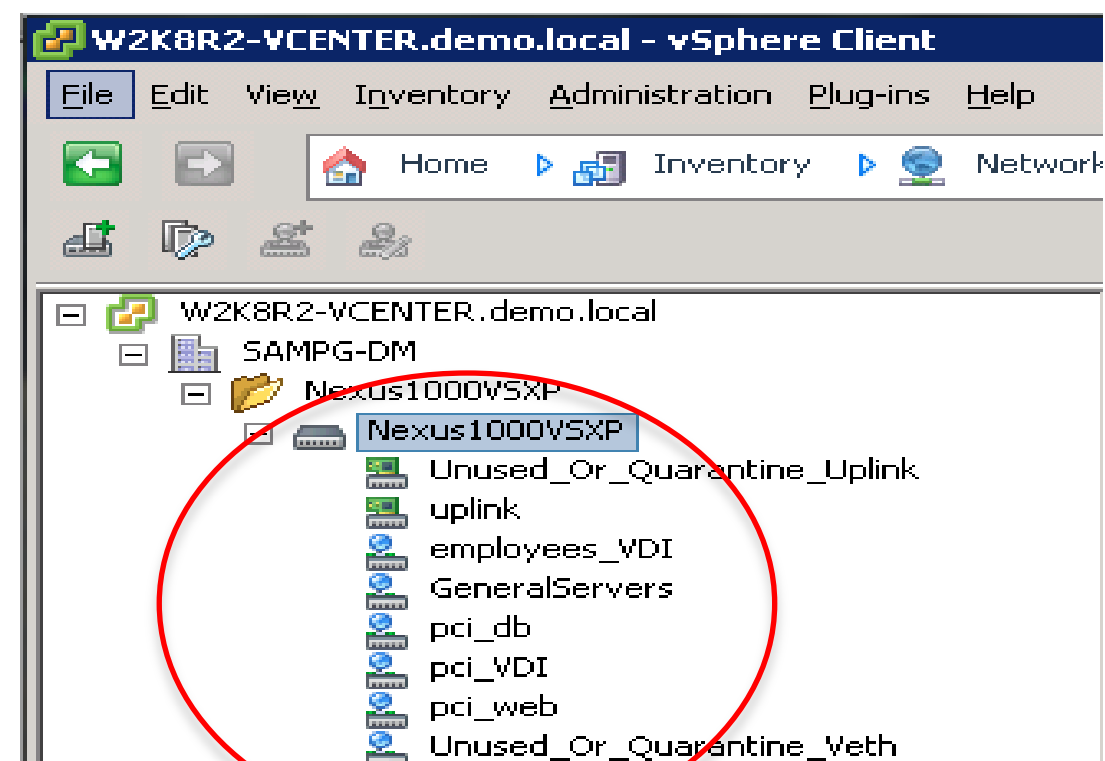 W2K8R2-VCENTER.demo.local - vSphere Client
File Edit View Inventory Administration Plug-ins Help
Home Inventory Network
W2K8R2-VCENTER.demo.local
SAMPG-DM
Nexus1000VSXP
Nexus1000VSXP
Unused_Or_Quarantine_Uplink
uplink
employees_VDI
GeneralServers
pci_db
pci_VDI
pci_web
Unused_Or_Quarantine_Veth